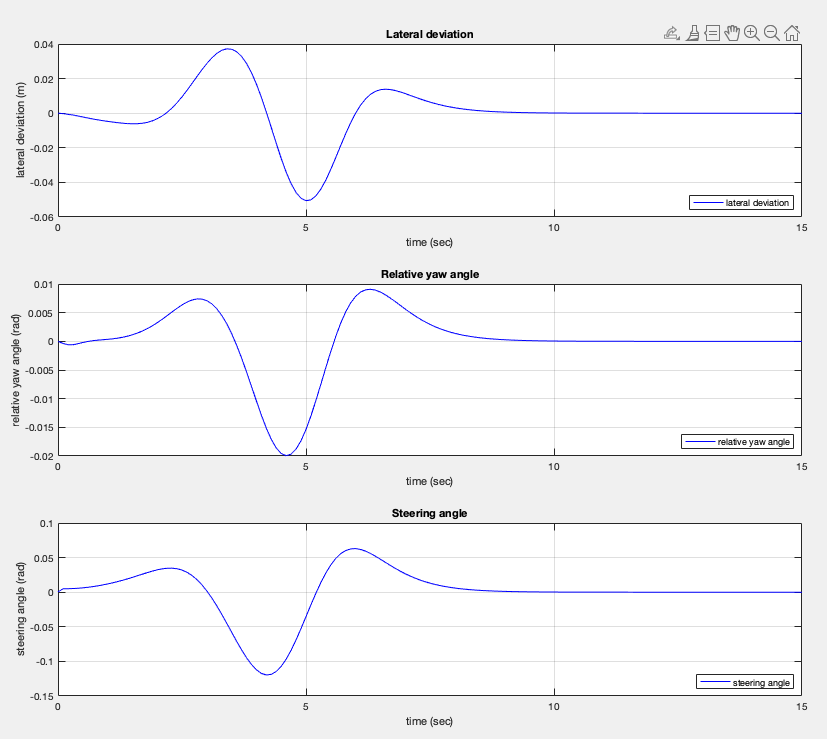 Lateral deviation
0.04
0.02
0
-0.02
-0.04
-0.06
lateral deviation (m)
lateral deviation
0 5 10 15
time (sec)
Relative yaw angle
0.01
0.005
0
-0.005
-0.01
-0.015
-0.02
relative yaw angle (rad)
relative yaw angle
0 5 10 15
time (sec)
Steering angle
0.1
0.05
0
-0.05
-0.1
-0.15
steering angle (rad)
steering angle
0 5 10 15
time (sec)